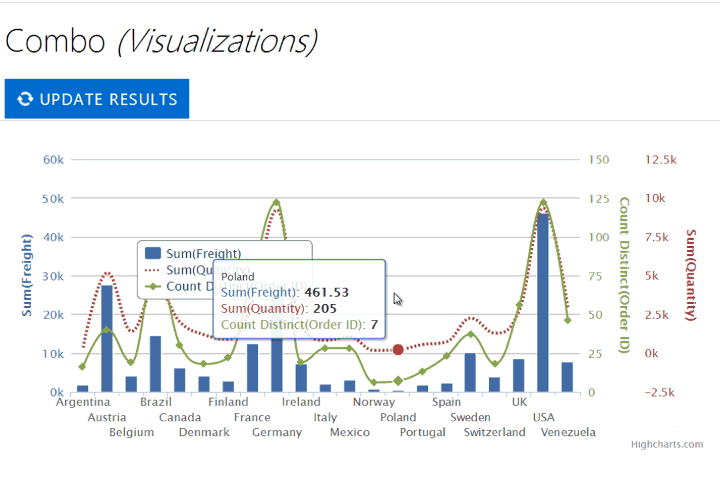 Combo (Visualizations)
UPDATE RESULTS
60k
50k
40k
30k
20k
10k
0k
Sum(Freight)
150
125
100
75
50
25
0
Count Distinct(Order ID)
12.5k
10k
7.5k
5k
2.5k
0k
−2.5k
Sum(Quantity)
Sum(Freight)
Sum(Quantity)
Count Distinct(Order ID)
Poland
Sum(Freight): 461.53
Sum(Quantity): 205
Count Distinct(Order ID): 7
Argentina Brazil Finland Ireland Norway Spain UK
Austria Canada France Italy Poland Sweden USA
Belgium Denmark Germany Mexico Portugal Switzerland Venezuela
Highcharts.com